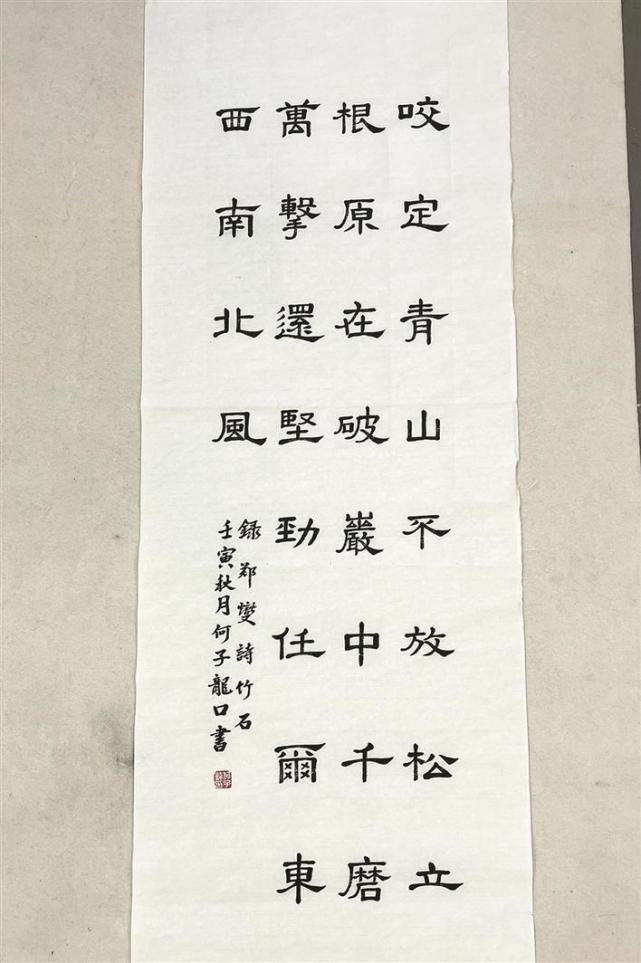 咬定青山不放松立
根原在破巖中千磨
萬擊還堅勁任爾東
西南北風
録郑燮詩竹石
壬寅秋月何子龍口書